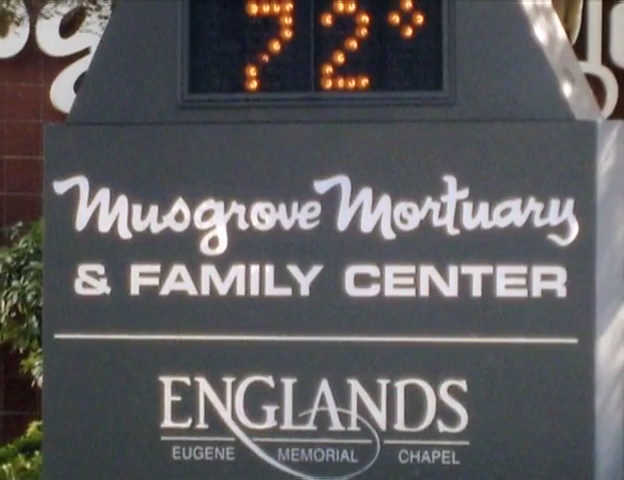 72°
Musgrove Mortuary
& FAMILY CENTER
ENGLANDS
EUGENE MEMORIAL CHAPEL